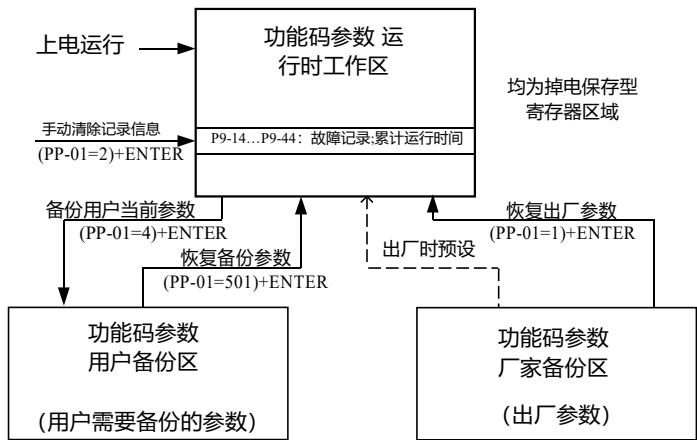 上电运行
功能码参数 运
行时工作区
均为掉电保存型
寄存器区域
手动清除记录信息
(PP-01=2)+ENTER
P9-14…P9-44：故障记录;累计运行时间
备份用户当前参数
(PP-01=4)+ENTER
恢复备份参数
(PP-01=501)+ENTER
出厂时预设
恢复出厂参数
(PP-01=1)+ENTER
功能码参数
用户备份区
（用户需要备份的参数）
功能码参数
厂家备份区
（出厂参数）